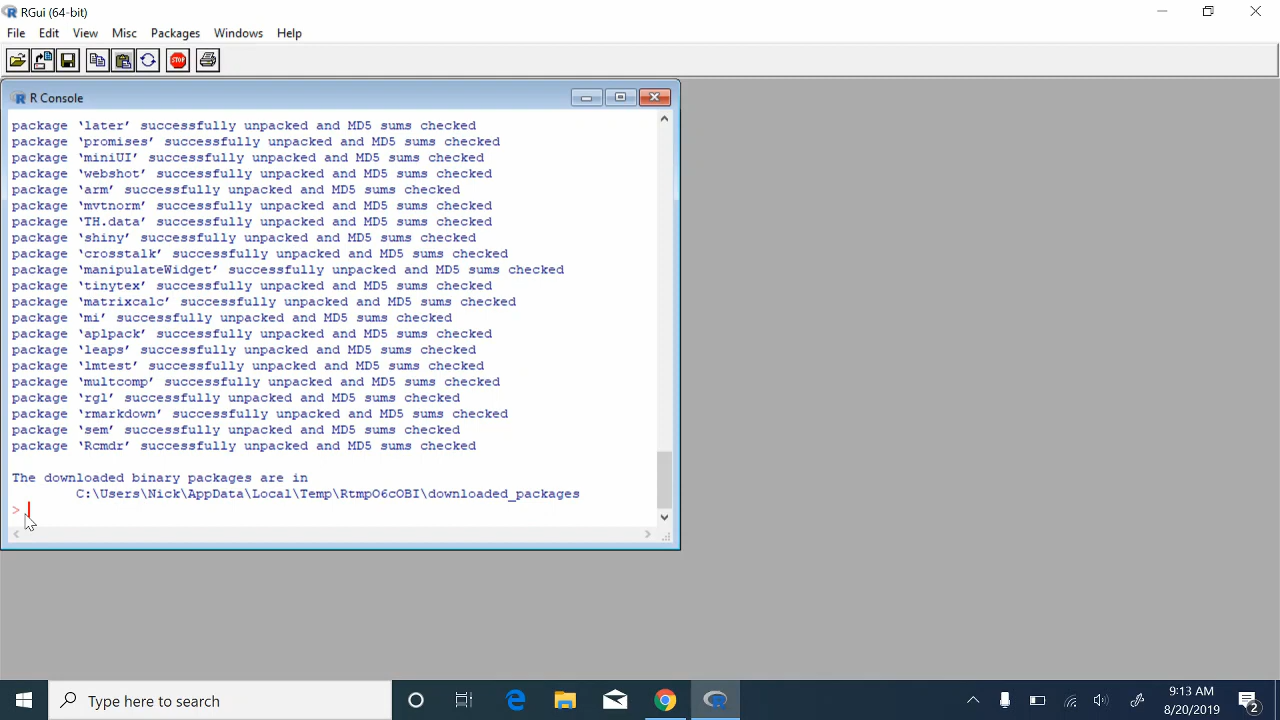 RGui (64-bit)
File Edit View Misc Packages Windows Help
STOP
R Console
package ‘later’ successfully unpacked and MD5 sums checked
package ‘promises’ successfully unpacked and MD5 sums checked
package ‘miniUI’ successfully unpacked and MD5 sums checked
package ‘webshot’ successfully unpacked and MD5 sums checked
package ‘arm’ successfully unpacked and MD5 sums checked
package ‘mvtnorm’ successfully unpacked and MD5 sums checked
package ‘TH.data’ successfully unpacked and MD5 sums checked
package ‘shiny’ successfully unpacked and MD5 sums checked
package ‘crosstalk’ successfully unpacked and MD5 sums checked
package ‘manipulateWidget’ successfully unpacked and MD5 sums checked
package ‘tinytex’ successfully unpacked and MD5 sums checked
package ‘matrixcalc’ successfully unpacked and MD5 sums checked
package ‘mi’ successfully unpacked and MD5 sums checked
package ‘aplpack’ successfully unpacked and MD5 sums checked
package ‘leaps’ successfully unpacked and MD5 sums checked
package ‘lmtest’ successfully unpacked and MD5 sums checked
package ‘multcomp’ successfully unpacked and MD5 sums checked
package ‘rgl’ successfully unpacked and MD5 sums checked
package ‘rmarkdown’ successfully unpacked and MD5 sums checked
package ‘sem’ successfully unpacked and MD5 sums checked
package ‘Rcmdr’ successfully unpacked and MD5 sums checked
The downloaded binary packages are in
C:\Users\Nick\AppData\Local\Temp\RtmpO6cOBI\downloaded_packages
>
Type here to search
9:13 AM
8/20/2019
2